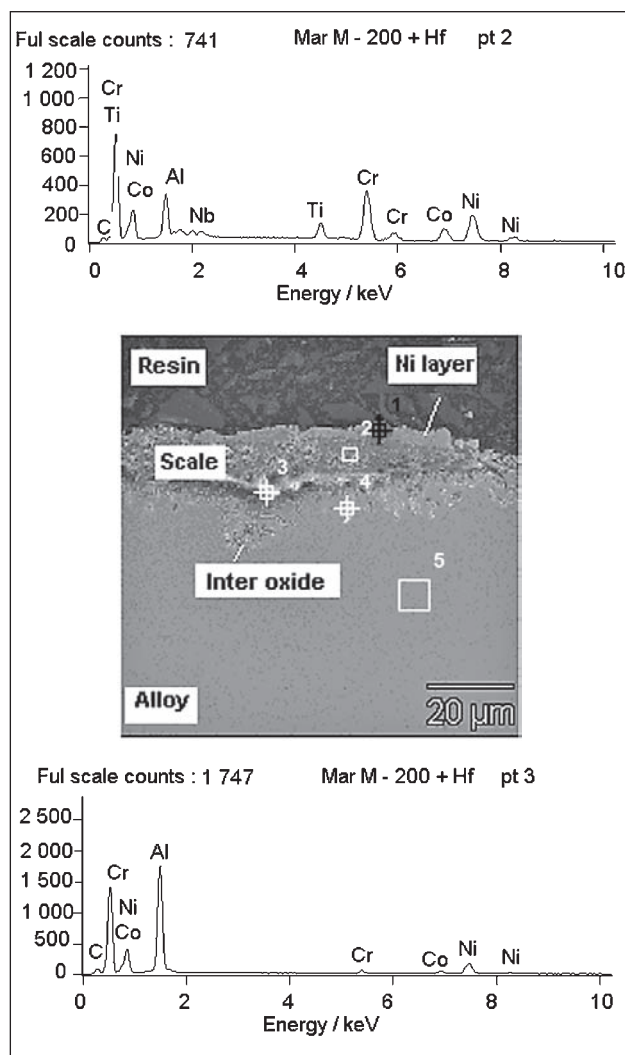 Ful scale counts : 741 Mar M - 200 + Hf pt 2
1 200
1 000
800
600
400
200
0
Cr
Ti
Ni
Co
C
Al
Nb
Ti
Cr
Cr
Co
Ni
Ni
0 2 4 6 8 10
Energy / keV
Resin
Ni layer
1
2
Scale
3
4
Inter oxide
5
Alloy
20 µm
Ful scale counts : 1 747 Mar M - 200 + Hf pt 3
2 500
2 000
1 500
1 000
500
0
Al
Cr
Ni
Co
C
Cr
Co
Ni
Ni
0 2 4 6 8 10
Energy / keV